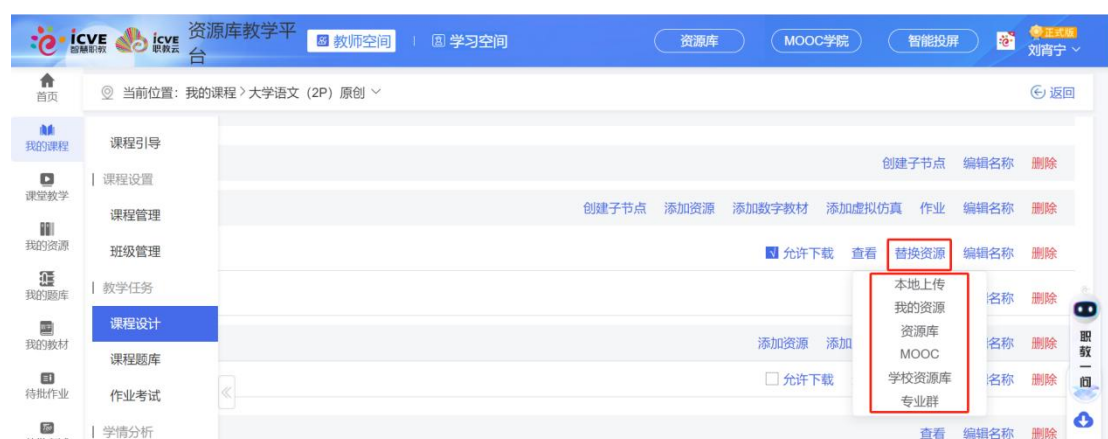 icve 智慧职教 icve 职教云 资源库教学平台 教师空间 学习空间 资源库 MOOC学院 智能投屏 正式版 刘宵宁
首页
当前位置：我的课程 > 大学语文（2P）原创
返回
我的课程
课堂教学
我的资源
我的题库
我的教材
待批作业
课程引导
课程设置
课程管理
班级管理
教学任务
课程设计
课程题库
作业考试
学情分析
创建子节点 编辑名称 删除
创建子节点 添加资源 添加数字教材 添加虚拟仿真 作业 编辑名称 删除
允许下载 查看 替换资源 编辑名称 删除
本地上传
我的资源
资源库
MOOC
学校资源库
专业群
名称 删除
添加资源 添加 名称 删除
允许下载 名称 删除
查看 编辑名称 删除
职教一问